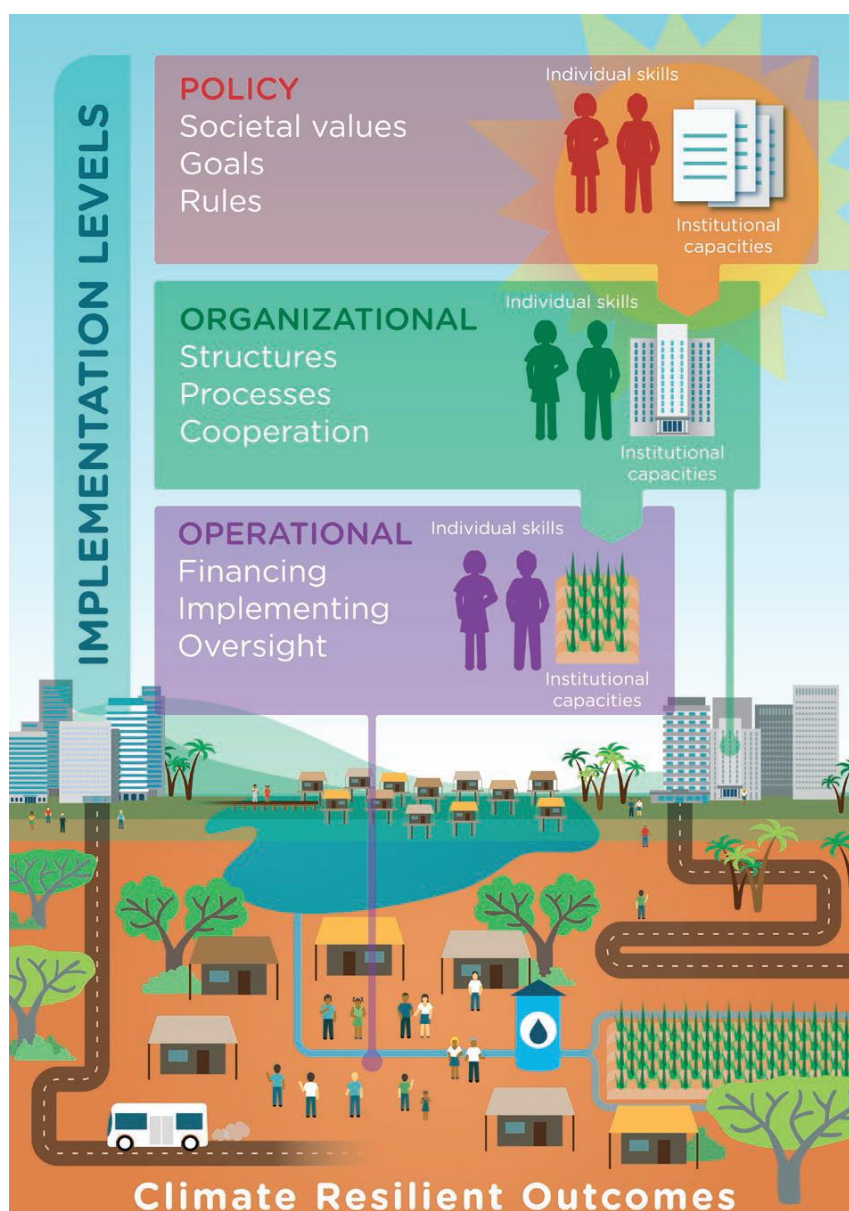 IMPLEMENTATION LEVELS
POLICY
Societal values
Goals
Rules
Individual skills
Institutional
capacities
ORGANIZATIONAL
Structures
Processes
Cooperation
Individual skills
Institutional
capacities
OPERATIONAL
Financing
Implementing
Oversight
Individual skills
Institutional
capacities
Climate Resilient Outcomes